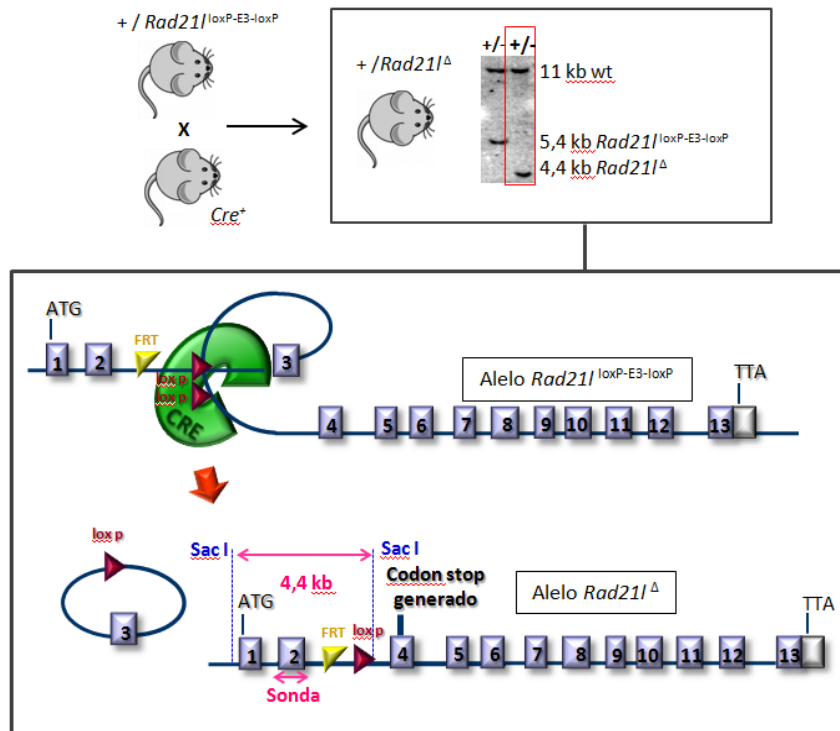 + / Rad21l loxP-E3-loxP
X
Cre+
+ /Rad21l Δ
+/- +/-
11 kb wt
5,4 kb Rad21l loxP-E3-loxP
4,4 kb Rad21l Δ
ATG
FRT
1 2 3
lox p
lox p
CRE
Alelo Rad21l loxP-E3-loxP
TTA
4 5 6 7 8 9 10 11 12 13
lox p
3
Sac I Sac I
4,4 kb
Codon stop
generado
Alelo Rad21l Δ
ATG
TTA
FRT lox p
1 2 4 5 6 7 8 9 10 11 12 13
Sonda